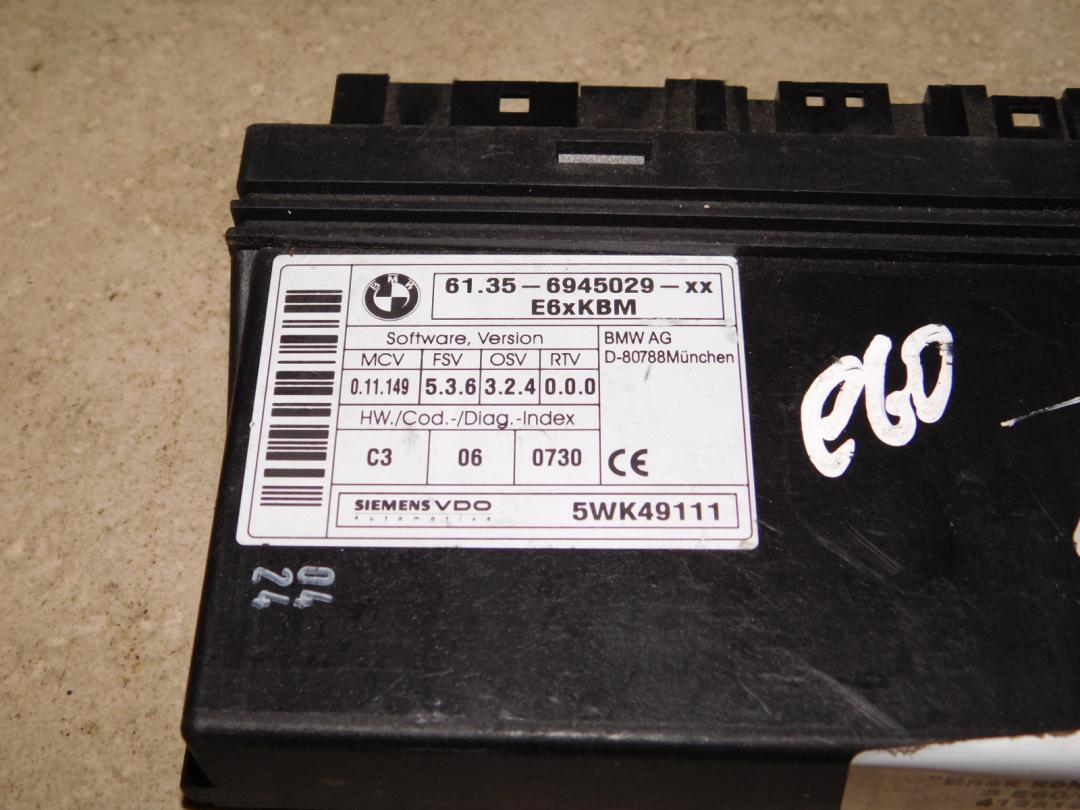 BMW
61.35-6945029-xx
E6xKBM
Software, Version
MCV FSV OSV RTV
0.11.149 5.3.6 3.2.4 0.0.0
HW./Cod.-/Diag.-Index
C3 06 0730
BMW AG
D-80788München
CE
SIEMENS VDO
Automotive
5WK49111
e60
04
24